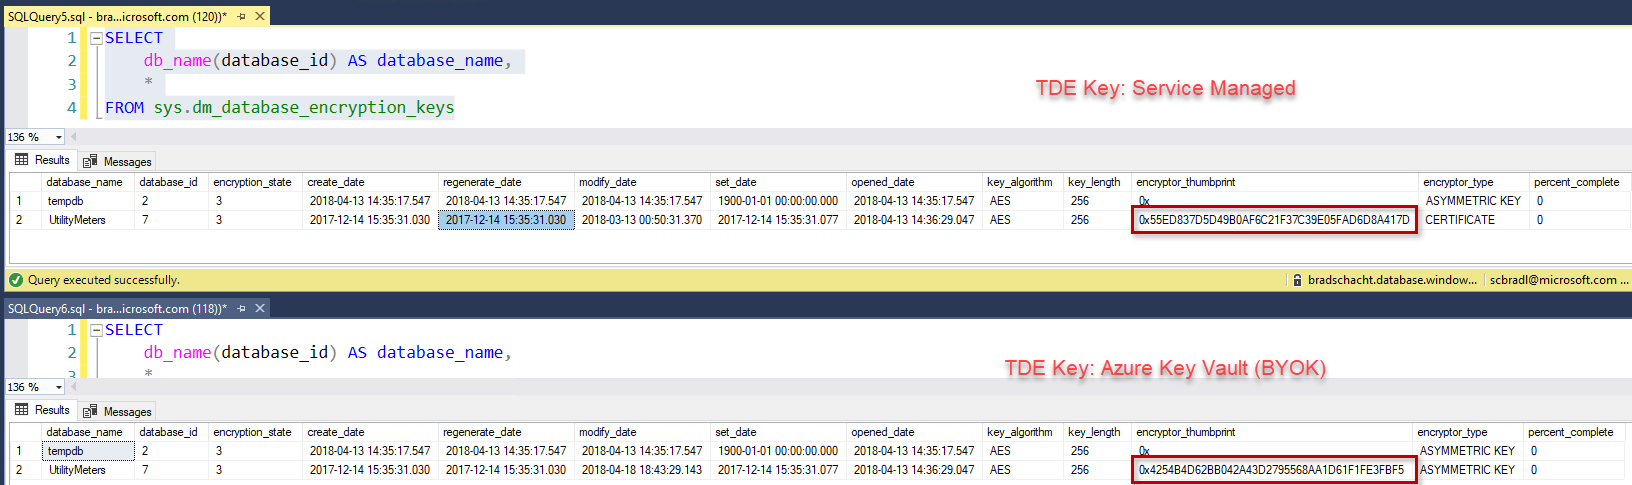 SQLQuery5.sql - bra...icrosoft.com (120))*
1 SELECT
2 db_name(database_id) AS database_name,
3 *
4 FROM sys.dm_database_encryption_keys
TDE Key: Service Managed
136 %
Results Messages
database_name database_id encryption_state create_date regenerate_date modify_date set_date opened_date key_algorithm key_length encryptor_thumbprint encryptor_type percent_complete
1 tempdb 2 3 2018-04-13 14:35:17.547 2018-04-13 14:35:17.547 2018-04-13 14:35:17.547 1900-01-01 00:00:00.000 2018-04-13 14:35:17.547 AES 256 0x ASYMMETRIC KEY 0
2 UtilityMeters 7 3 2017-12-14 15:35:31.030 2017-12-14 15:35:31.030 2018-03-13 00:50:31.370 2017-12-14 15:35:31.077 2018-04-13 14:36:29.047 AES 256 0x55ED837D5D49B0AF6C21F37C39E05FAD6D8A417D CERTIFICATE 0
Query executed successfully. bradschacht.database.window... scbradl@microsoft.com ...
SQLQuery6.sql - bra...icrosoft.com (118))*
1 SELECT
2 db_name(database_id) AS database_name,
3 *
TDE Key: Azure Key Vault (BYOK)
136 %
Results Messages
database_name database_id encryption_state create_date regenerate_date modify_date set_date opened_date key_algorithm key_length encryptor_thumbprint encryptor_type percent_complete
1 tempdb 2 3 2018-04-13 14:35:17.547 2018-04-13 14:35:17.547 2018-04-13 14:35:17.547 1900-01-01 00:00:00.000 2018-04-13 14:35:17.547 AES 256 0x ASYMMETRIC KEY 0
2 UtilityMeters 7 3 2017-12-14 15:35:31.030 2017-12-14 15:35:31.030 2018-04-18 18:43:29.143 2017-12-14 15:35:31.077 2018-04-13 14:36:29.047 AES 256 0x4254B4D62BB042A43D2795568AA1D61F1FE3FBF5 ASYMMETRIC KEY 0